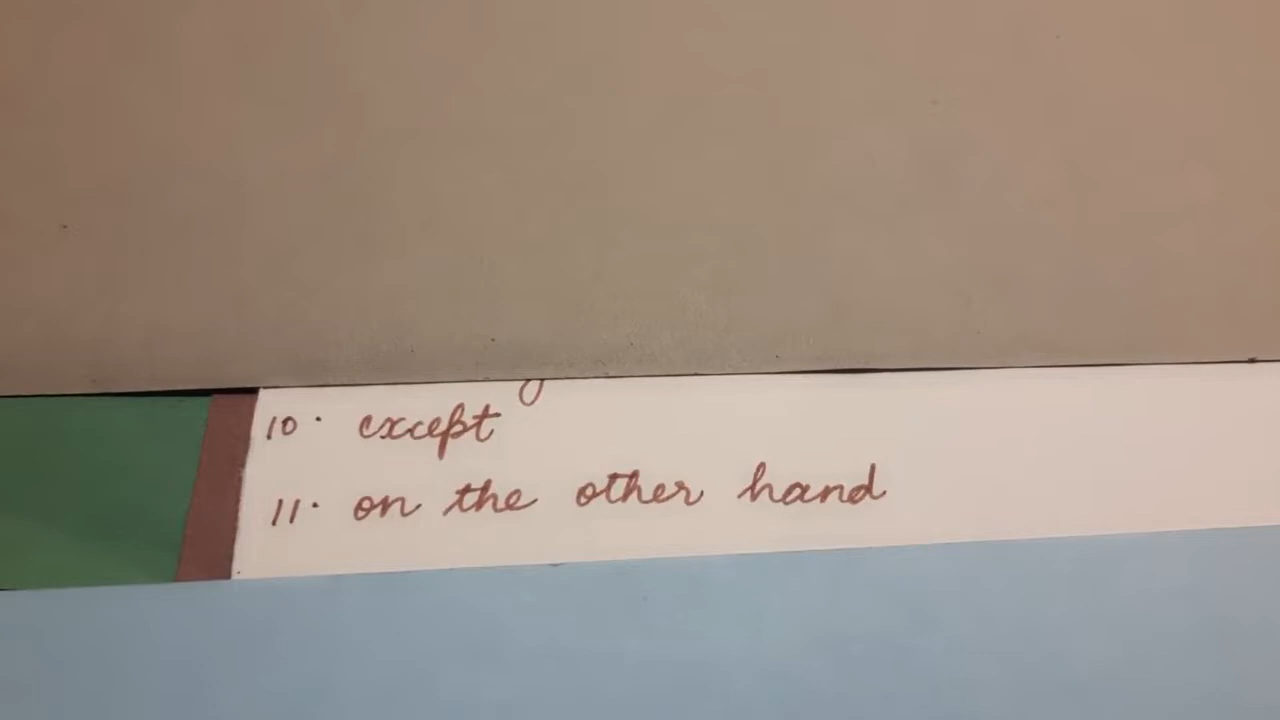 10. except
11. on the other hand